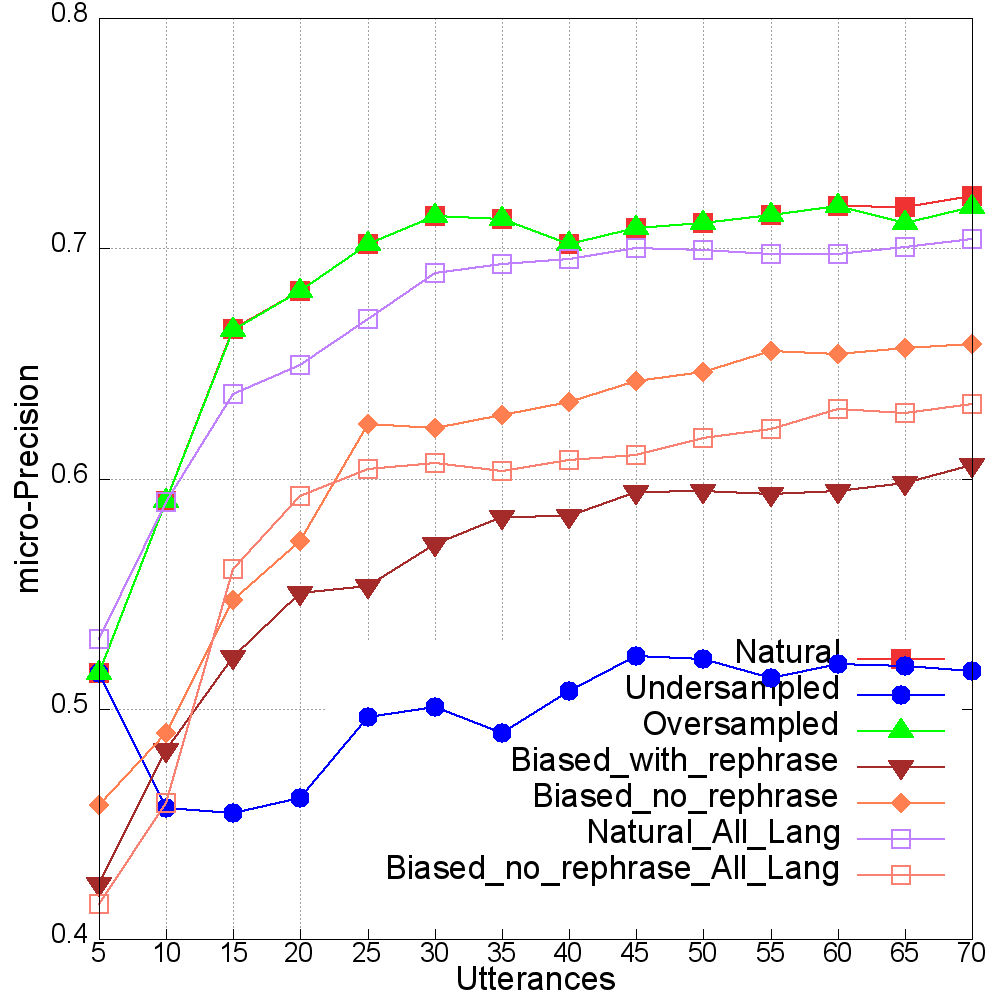 0.8
0.7
0.6
0.5
0.4
micro-Precision
Natural
Undersampled
Oversampled
Biased_with_rephrase
Biased_no_rephrase
Natural_All_Lang
Biased_no_rephrase_All_Lang
5 10 15 20 25 30 35 40 45 50 55 60 65 70
Utterances